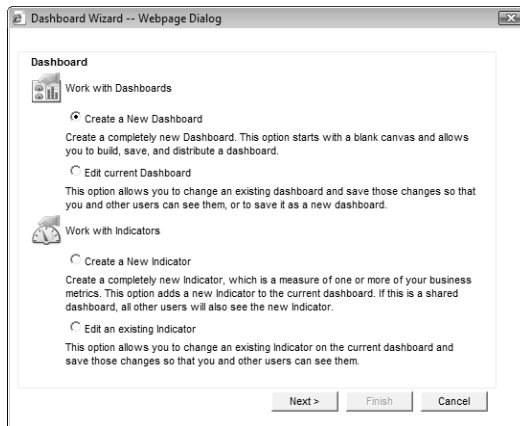 Dashboard Wizard -- Webpage Dialog
Dashboard
Work with Dashboards
Create a New Dashboard
Create a completely new Dashboard. This option starts with a blank canvas and allows
you to build, save, and distribute a dashboard.
Edit current Dashboard
This option allows you to change an existing dashboard and save those changes so that
you and other users can see them, or to save it as a new dashboard.
Work with Indicators
Create a New Indicator
Create a completely new Indicator, which is a measure of one or more of your business
metrics. This option adds a new Indicator to the current dashboard. If this is a shared
dashboard, all other users will also see the new Indicator.
Edit an existing Indicator
This option allows you to change an existing Indicator on the current dashboard and
save those changes so that you and other users can see them.
Next > Finish Cancel